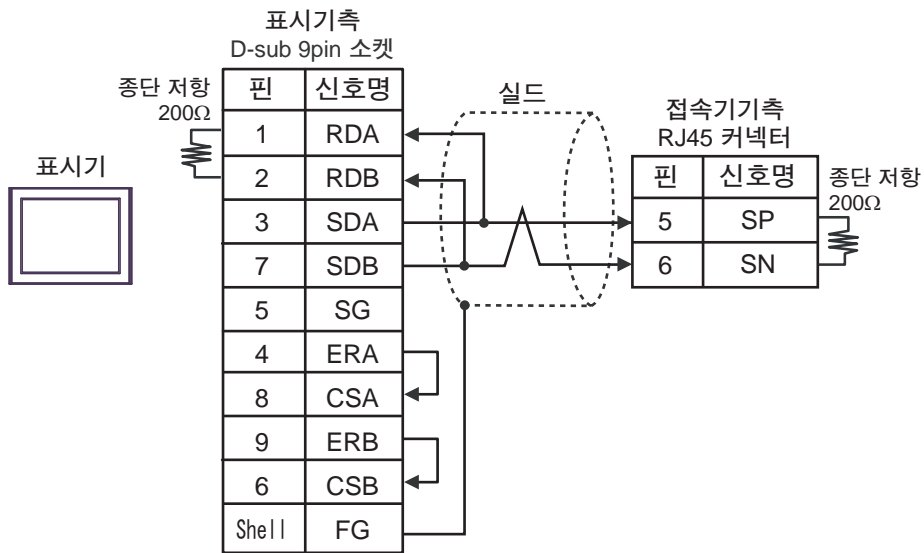 표시기측
D-sub 9pin 소켓
종단 저항
200Ω
핀 신호명
1 RDA
2 RDB
3 SDA
7 SDB
5 SG
4 ERA
8 CSA
9 ERB
6 CSB
Shell FG
표시기
실드
접속기기측
RJ45 커넥터
핀 신호명
5 SP
6 SN
종단 저항
200Ω